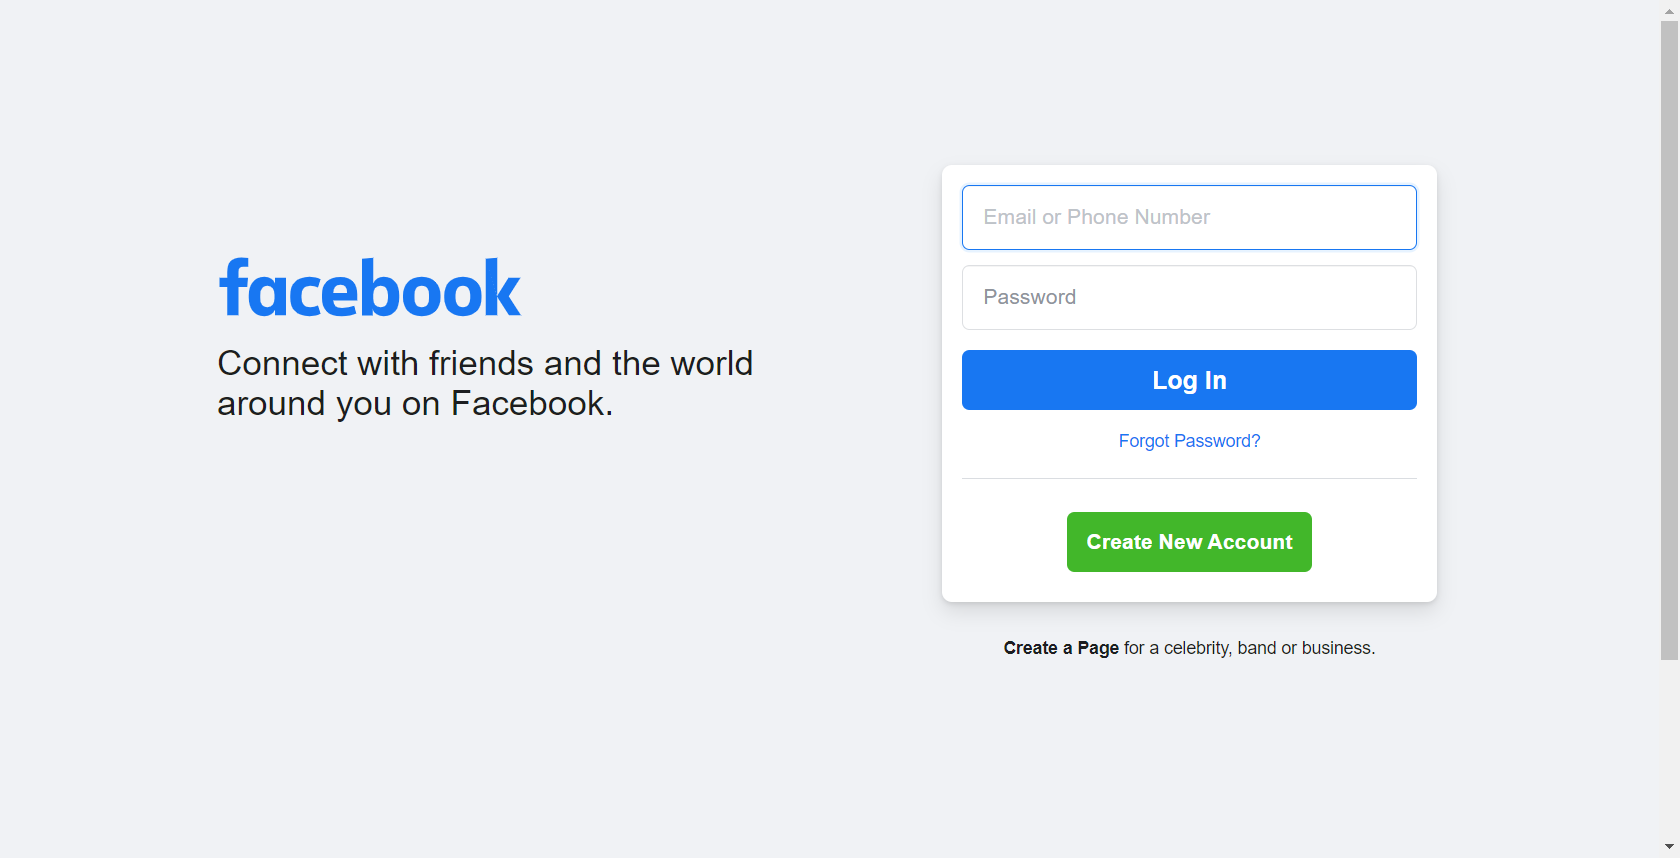 facebook
Connect with friends and the world
around you on Facebook.
Email or Phone Number
Password
Log In
Forgot Password?
Create New Account
Create a Page for a celebrity, band or business.